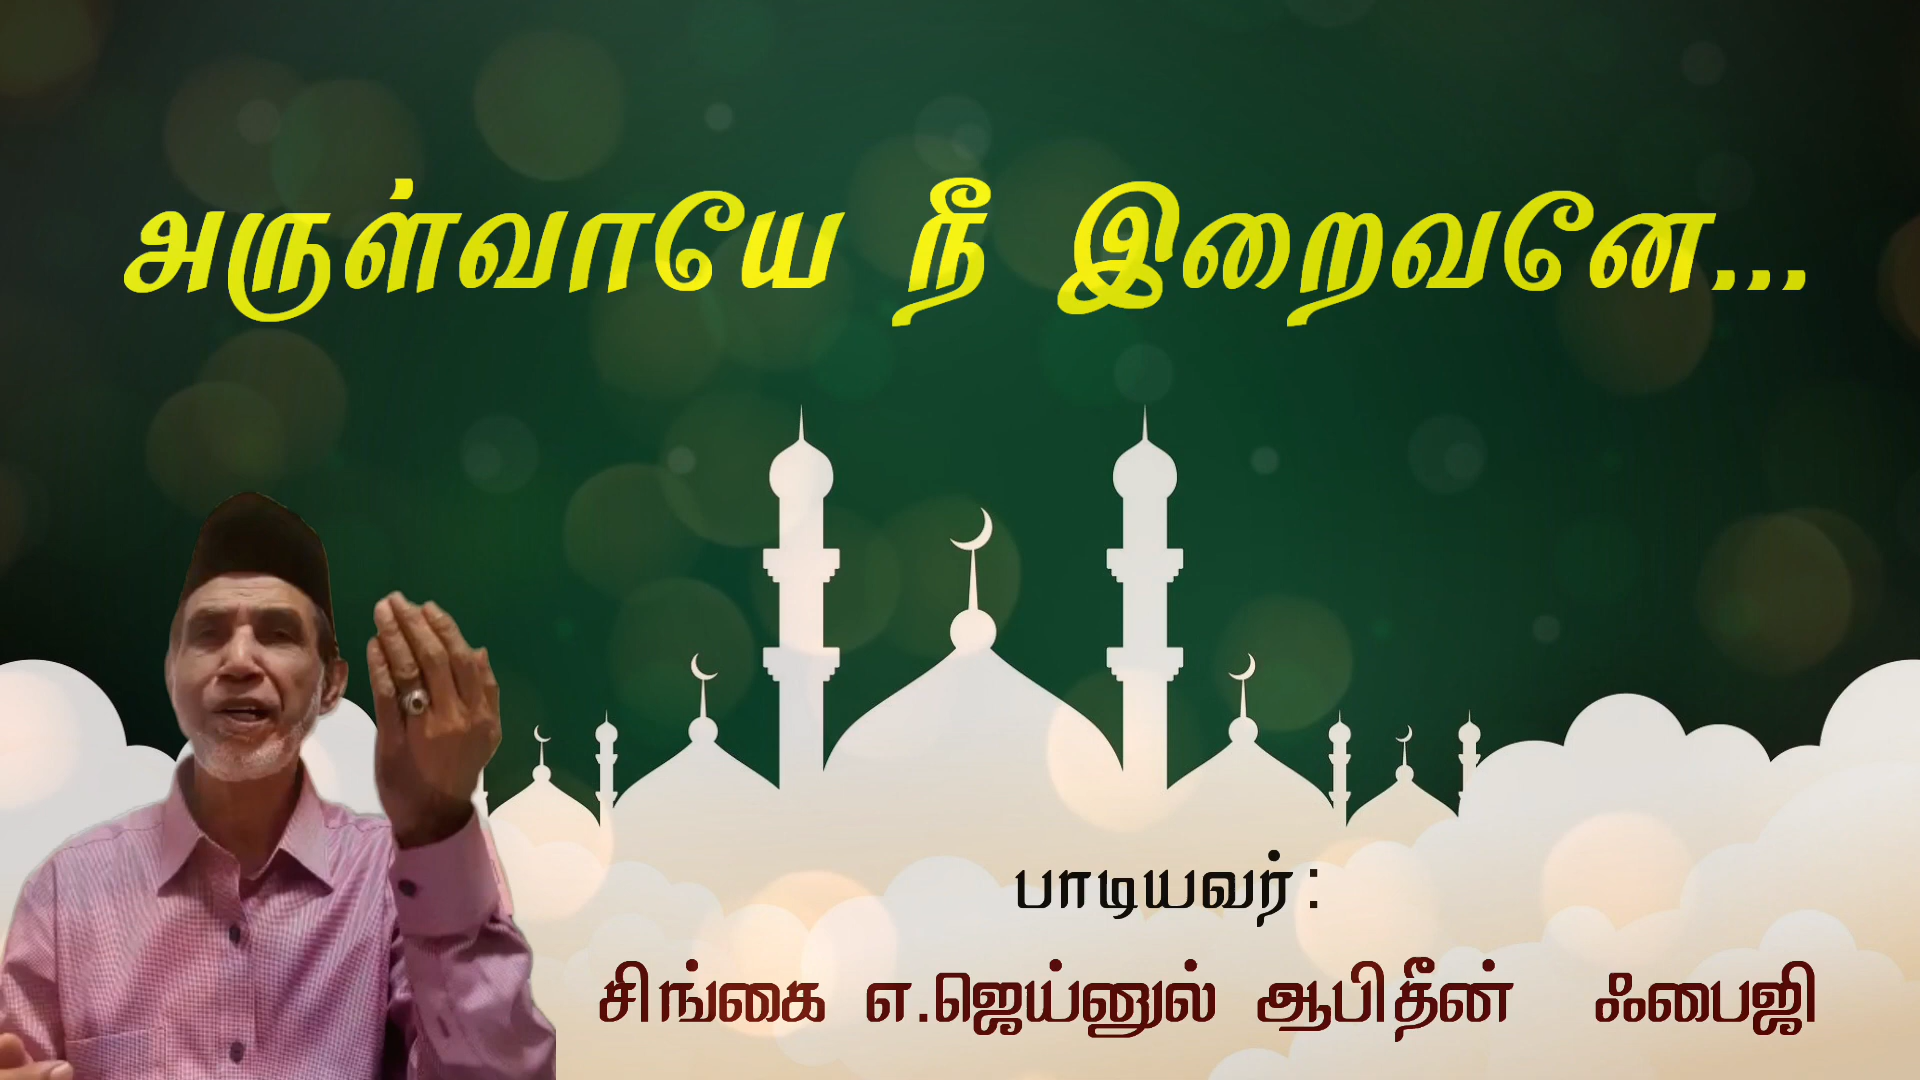 அருள்வாயே நீ இறைவனே...
பாடியவர்:
சிங்கை எ.ஜெய்னுல் ஆபிதீன் ஃபைஜி